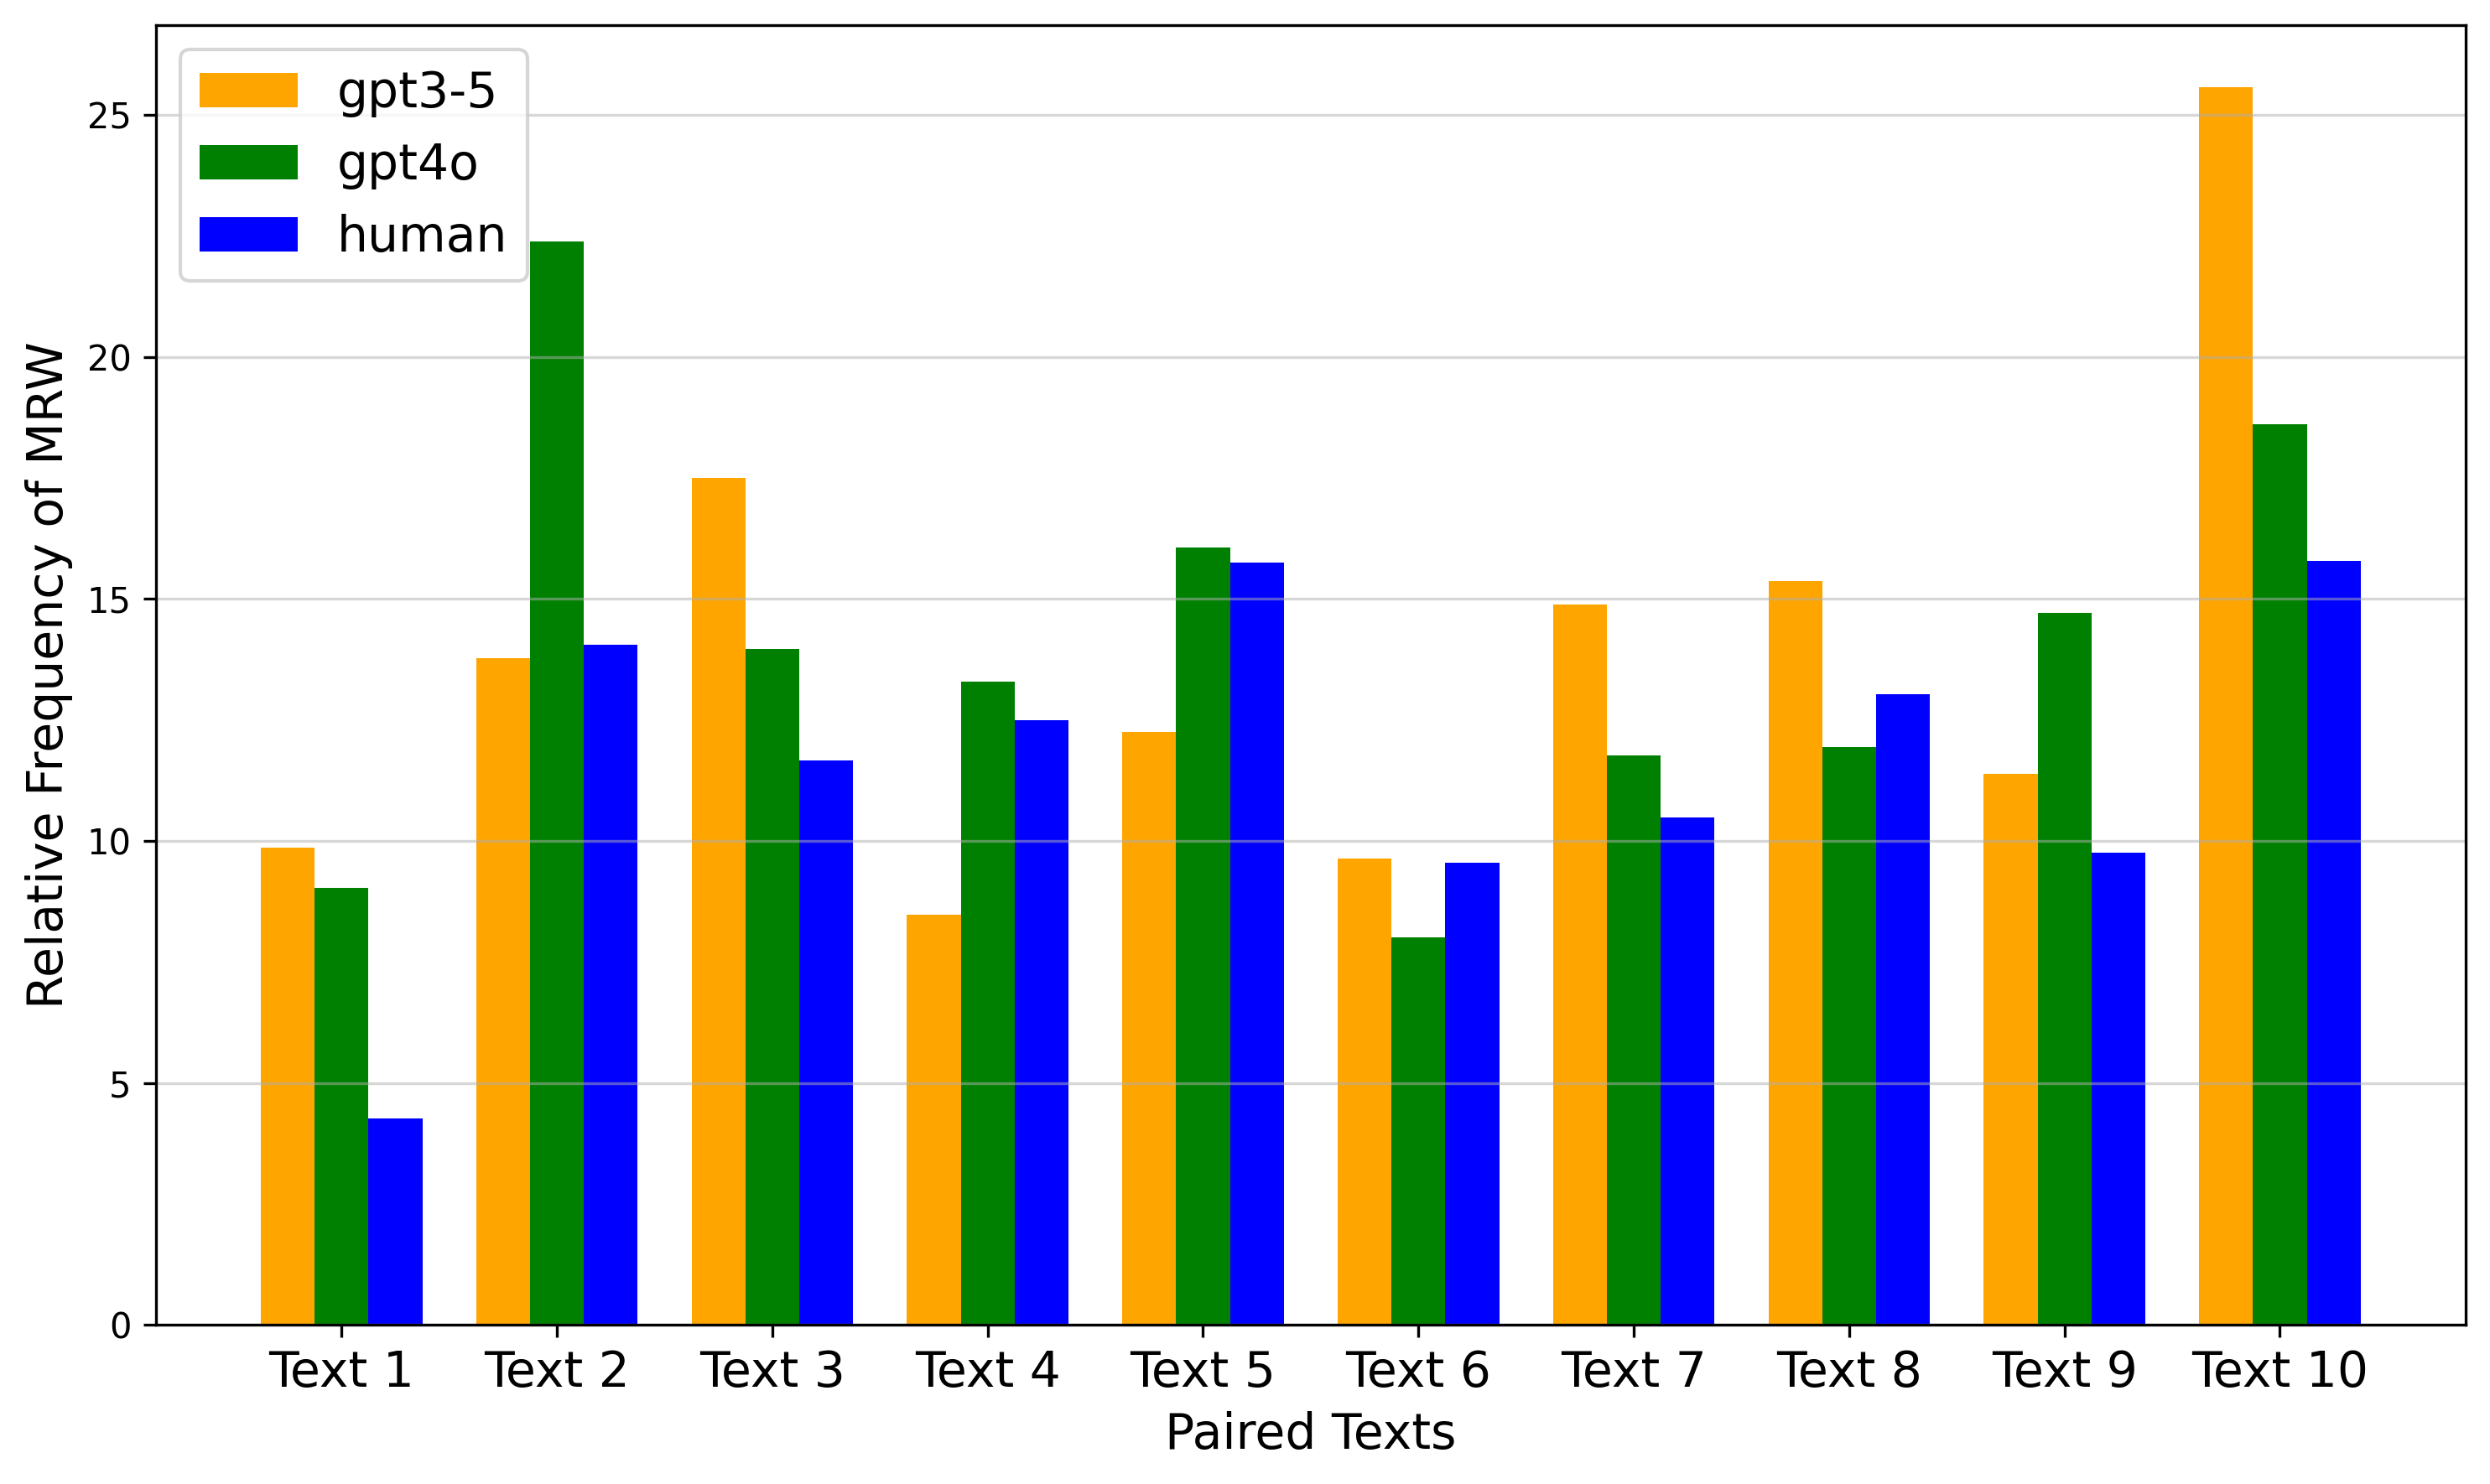 gpt3-5
gpt4o
human
Relative Frequency of MRW
25
20
15
10
5
0
Text 1 Text 2 Text 3 Text 4 Text 5 Text 6 Text 7 Text 8 Text 9 Text 10
Paired Texts